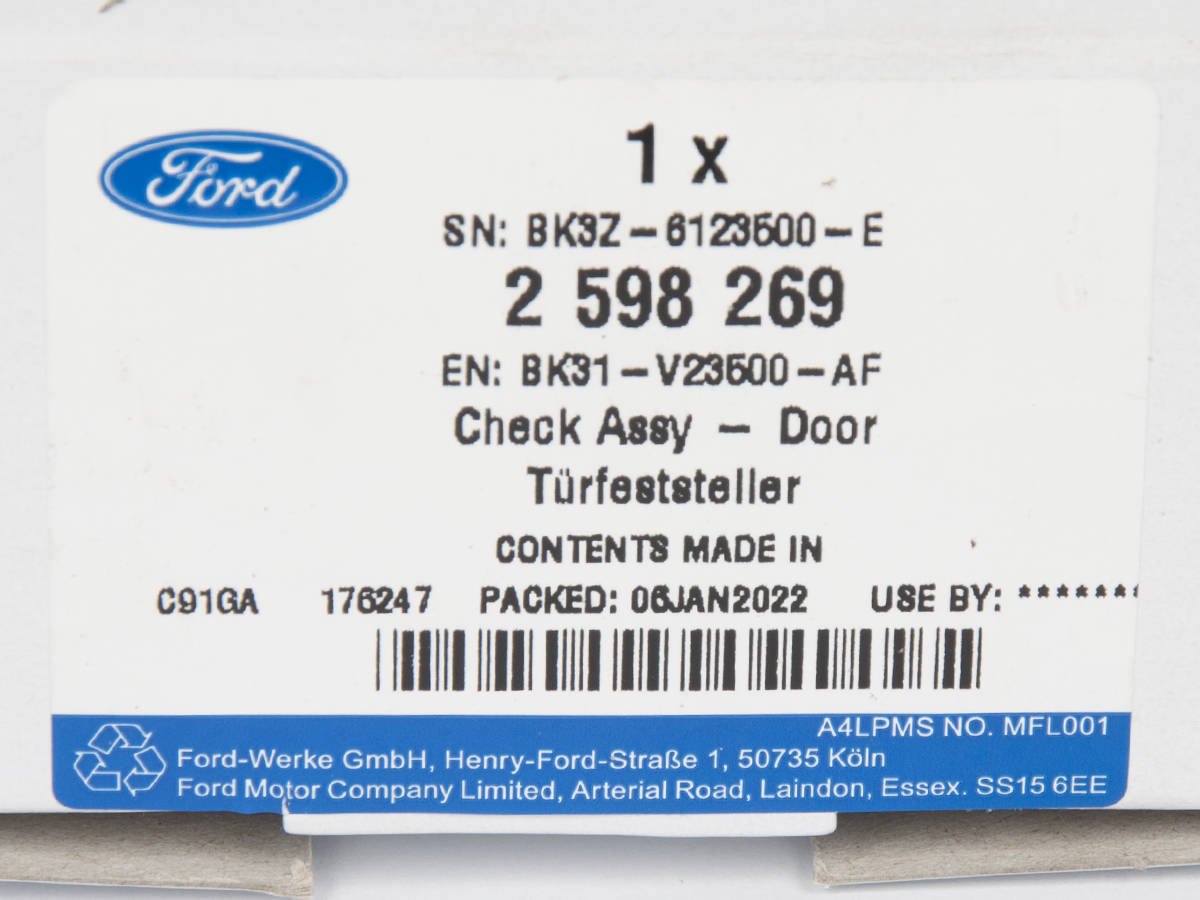 Ford
1 x
SN: BK3Z-6123500-E
2 598 269
EN: BK31-V23500-AF
Check Assy - Door
Türfeststeller
CONTENTS MADE IN
C91GA 176247 PACKED: 06JAN2022 USE BY: *******
A4LPMS NO. MFL001
Ford-Werke GmbH, Henry-Ford-Straße 1, 50735 Köln
Ford Motor Company Limited, Arterial Road, Laindon, Essex. SS15 6EE